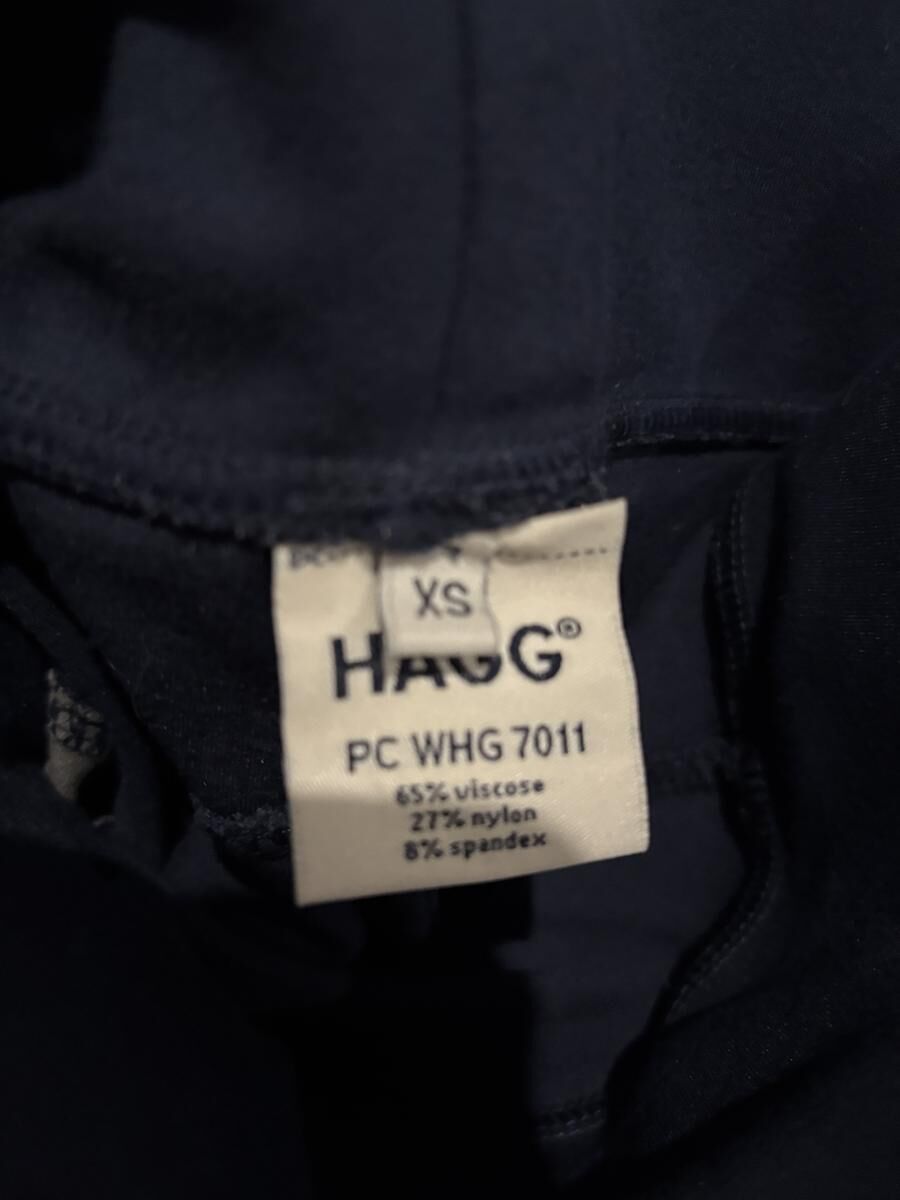 XS
HAGG®
PC WHG 7011
65% viscose
27% nylon
8% spandex